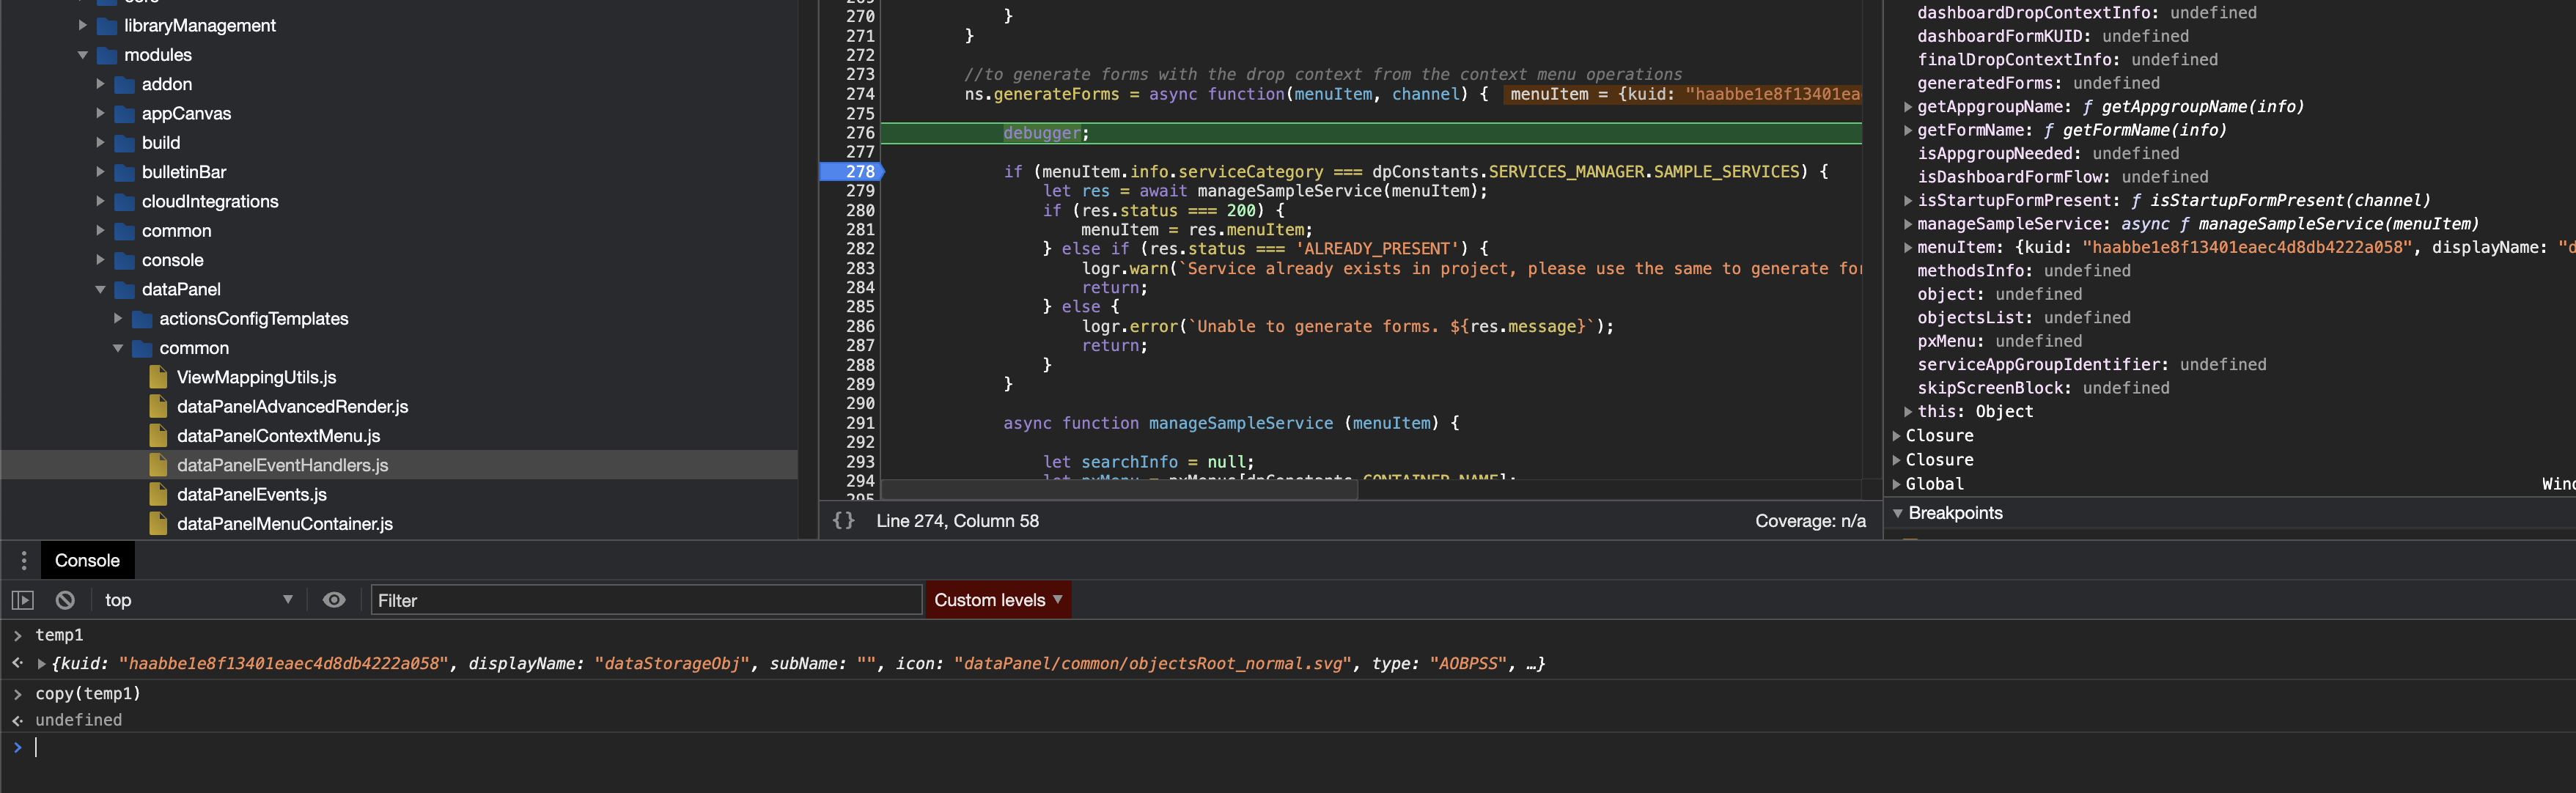 libraryManagement
modules
addon
appCanvas
build
bulletinBar
cloudIntegrations
common
console
dataPanel
actionsConfigTemplates
common
ViewMappingUtils.js
dataPanelAdvancedRender.js
dataPanelContextMenu.js
dataPanelEventHandlers.js
dataPanelEvents.js
dataPanelMenuContainer.js
270 }
271 }
272
273 //to generate forms with the drop context from the context menu operations
274 ns.generateForms = async function(menuItem, channel) { menuItem = {kuid: "haabbe1e8f13401ea
275
276 debugger;
277
278 if (menuItem.info.serviceCategory === dpConstants.SERVICES_MANAGER.SAMPLE_SERVICES) {
279 let res = await manageSampleService(menuItem);
280 if (res.status === 200) {
281 menuItem = res.menuItem;
282 } else if (res.status === 'ALREADY_PRESENT') {
283 logr.warn(`Service already exists in project, please use the same to generate for
284 return;
285 } else {
286 logr.error(`Unable to generate forms. ${res.message}`);
287 return;
288 }
289 }
290
291 async function manageSampleService (menuItem) {
292
293 let searchInfo = null;
294 let pxMenu = pxMenus[dpConstants.CONTAINER_NAME];
295
{} Line 274, Column 58 Coverage: n/a
dashboardDropContextInfo: undefined
dashboardFormKUID: undefined
finalDropContextInfo: undefined
generatedForms: undefined
getAppgroupName: ƒ getAppgroupName(info)
getFormName: ƒ getFormName(info)
isAppgroupNeeded: undefined
isDashboardFormFlow: undefined
isStartupFormPresent: ƒ isStartupFormPresent(channel)
manageSampleService: async ƒ manageSampleService(menuItem)
menuItem: {kuid: "haabbe1e8f13401eaec4d8db4222a058", displayName: "d
methodsInfo: undefined
object: undefined
objectsList: undefined
pxMenu: undefined
serviceAppGroupIdentifier: undefined
skipScreenBlock: undefined
this: Object
Closure
Closure
Global Wind
Breakpoints
Console
top Filter Custom levels
> temp1
{kuid: "haabbe1e8f13401eaec4d8db4222a058", displayName: "dataStorageObj", subName: "", icon: "dataPanel/common/objectsRoot_normal.svg", type: "AOBPSS", …}
> copy(temp1)
undefined
>